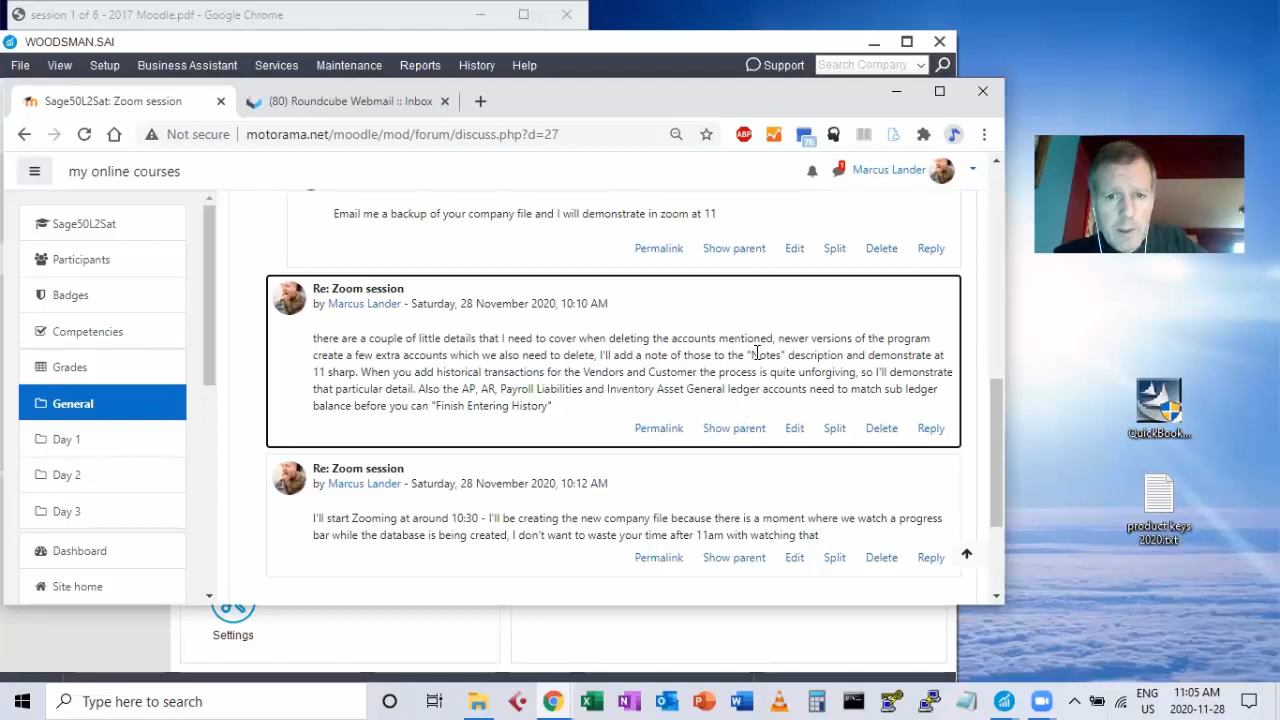 session 1 of 6 - 2017 Moodle.pdf - Google Chrome
WOODSMAN.SAI
File View Setup Business Assistant Services Maintenance Reports History Help Support Search Company
Sage50L2Sat: Zoom session (80) Roundcube Webmail :: Inbox
Not secure motorama.net/moodle/mod/forum/discuss.php?d=27 ABP 76
my online courses 1 Marcus Lander
Sage50L2Sat
Participants
Badges
Competencies
Grades
General
Day 1
Day 2
Day 3
Dashboard
Site home
Email me a backup of your company file and I will demonstrate in zoom at 11
Permalink Show parent Edit Split Delete Reply
Re: Zoom session
by Marcus Lander - Saturday, 28 November 2020, 10:10 AM
there are a couple of little details that I need to cover when deleting the accounts mentioned, newer versions of the program
create a few extra accounts which we also need to delete, I'll add a note of those to the "Notes" description and demonstrate at
11 sharp. When you add historical transactions for the Vendors and Customer the process is quite unforgiving, so I'll demonstrate
that particular detail. Also the AP, AR, Payroll Liabilities and Inventory Asset General ledger accounts need to match sub ledger
balance before you can "Finish Entering History"
Permalink Show parent Edit Split Delete Reply
Re: Zoom session
by Marcus Lander - Saturday, 28 November 2020, 10:12 AM
I'll start Zooming at around 10:30 - I'll be creating the new company file because there is a moment where we watch a progress
bar while the database is being created, I don't want to waste your time after 11am with watching that
Permalink Show parent Edit Split Delete Reply
Settings
QuickBook...
product keys
2020.txt
Type here to search
ENG
US
11:05 AM
2020-11-28